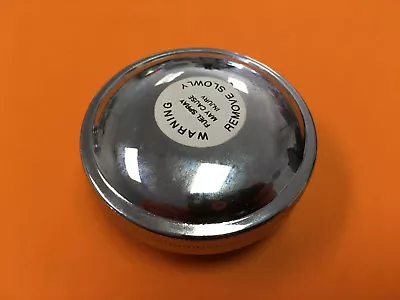 WARNING
FUEL SPRAY
MAY CAUSE
INJURY
REMOVE SLOWLY